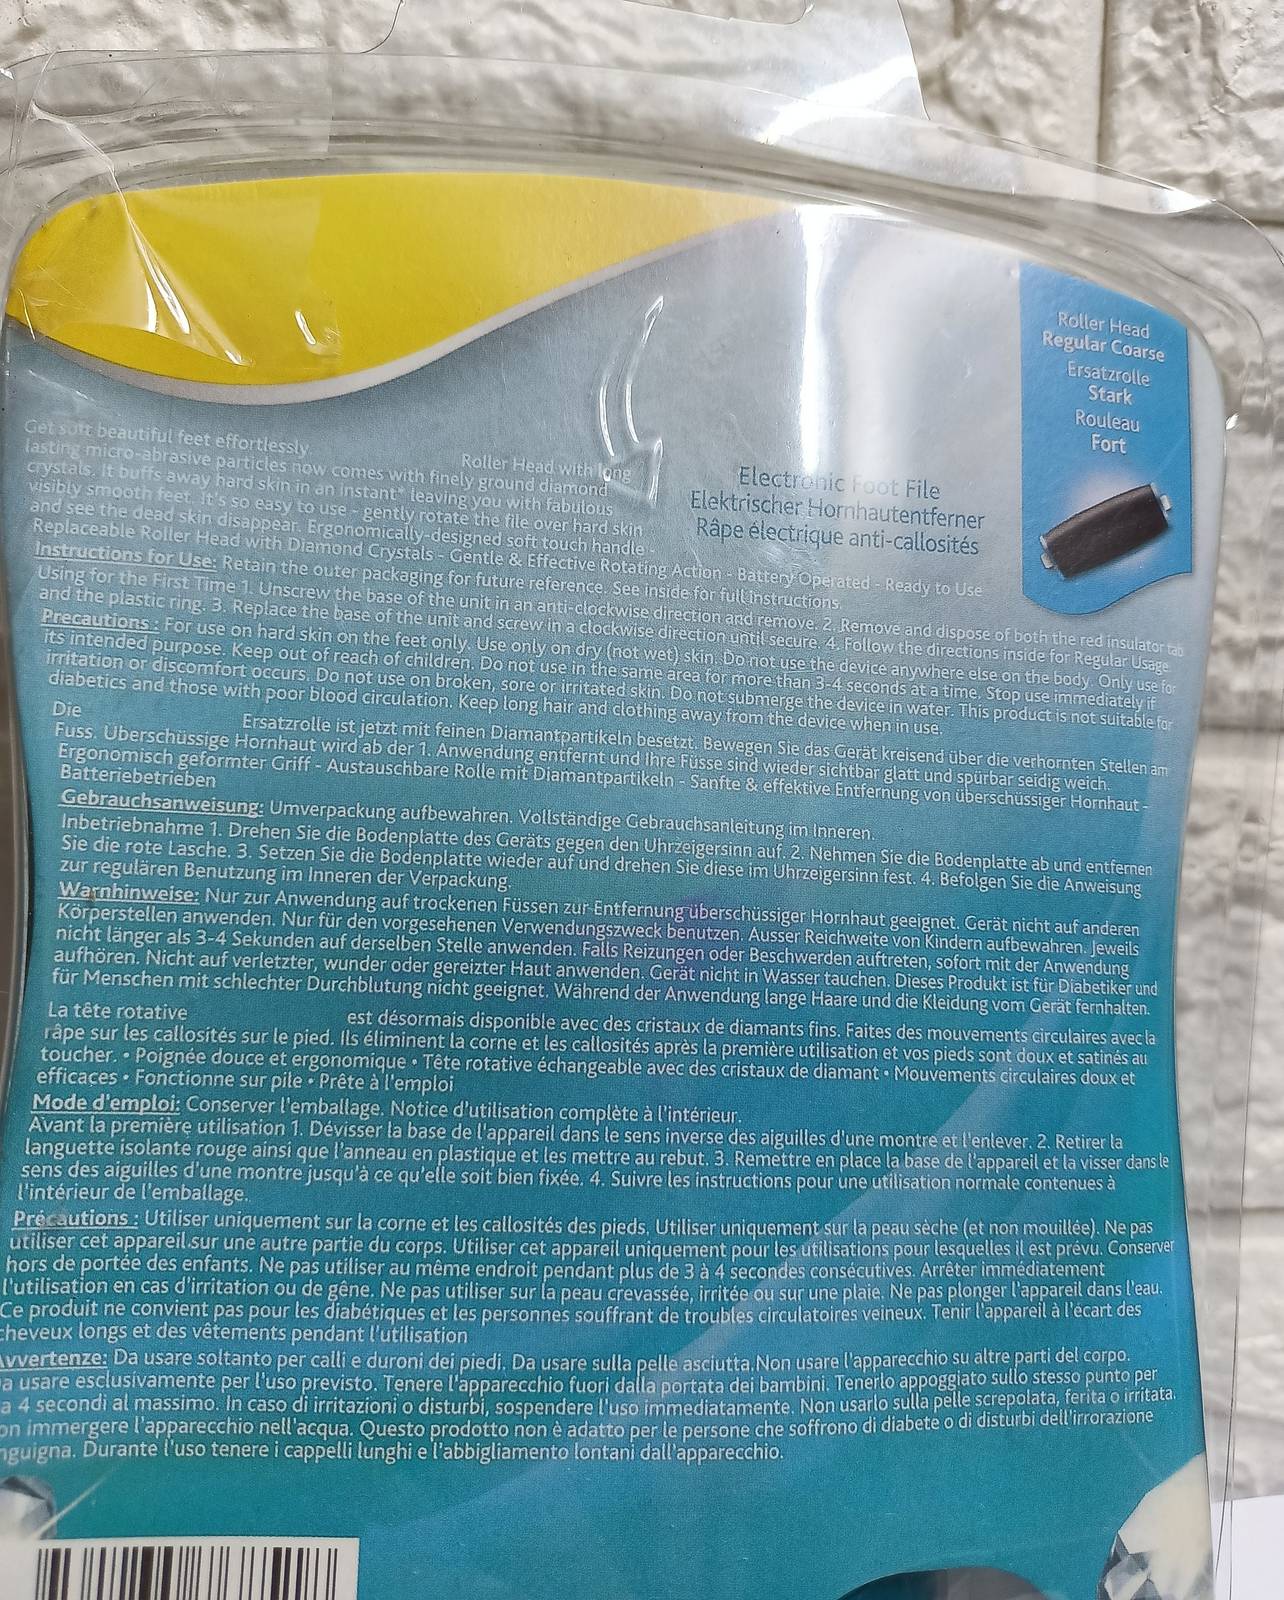 Roller Head
Regular Coarse
Ersatzrolle
Stark
Rouleau
Fort
Electronic Foot File
Elektrischer Hornhautentferner
Râpe électrique anti-callosités
Get soft beautiful feet effortlessly
Roller Head with long
lasting micro-abrasive particles now comes with finely ground diamond
crystals. It buffs away hard skin in an instant* leaving you with fabulous
visibly smooth feet. It's so easy to use - gently rotate the file over hard skin
and see the dead skin disappear. Ergonomically-designed soft touch handle -
Replaceable Roller Head with Diamond Crystals - Gentle & Effective Rotating Action - Battery Operated - Ready to Use
Instructions for Use: Retain the outer packaging for future reference. See inside for full Instructions.
Using for the First Time 1. Unscrew the base of the unit in an anti-clockwise direction and remove. 2. Remove and dispose of both the red insulator tab
and the plastic ring. 3. Replace the base of the unit and screw in a clockwise direction until secure. 4. Follow the directions inside for Regular Usage
Precautions : For use on hard skin on the feet only. Use only on dry (not wet) skin. Do not use the device anywhere else on the body. Only use for
its intended purpose. Keep out of reach of children. Do not use in the same area for more than 3-4 seconds at a time. Stop use immediately if
irritation or discomfort occurs. Do not use on broken, sore or irritated skin. Do not submerge the device in water. This product is not suitable for
diabetics and those with poor blood circulation. Keep long hair and clothing away from the device when in use.
Die Ersatzrolle ist jetzt mit feinen Diamantpartikeln besetzt. Bewegen Sie das Gerät kreisend über die verhornten Stellen am
Fuss. Überschüssige Hornhaut wird ab der 1. Anwendung entfernt und Ihre Füsse sind wieder sichtbar glatt und spürbar seidig weich.
Ergonomisch geformter Griff - Austauschbare Rolle mit Diamantpartikeln - Sanfte & effektive Entfernung von überschüssiger Hornhaut -
Batteriebetrieben
Gebrauchsanweisung: Umverpackung aufbewahren. Vollständige Gebrauchsanleitung im Inneren.
Inbetriebnahme 1. Drehen Sie die Bodenplatte des Geräts gegen den Uhrzeigersinn auf. 2. Nehmen Sie die Bodenplatte ab und entfernen
Sie die rote Lasche. 3. Setzen Sie die Bodenplatte wieder auf und drehen Sie diese im Uhrzeigersinn fest. 4. Befolgen Sie die Anweisung
zur regulären Benutzung im Inneren der Verpackung.
Warnhinweise: Nur zur Anwendung auf trockenen Füssen zur Entfernung überschüssiger Hornhaut geeignet. Gerät nicht auf anderen
Körperstellen anwenden. Nur für den vorgesehenen Verwendungszweck benutzen. Ausser Reichweite von Kindern aufbewahren. Jeweils
nicht länger als 3-4 Sekunden auf derselben Stelle anwenden. Falls Reizungen oder Beschwerden auftreten, sofort mit der Anwendung
aufhören. Nicht auf verletzter, wunder oder gereizter Haut anwenden. Gerät nicht in Wasser tauchen. Dieses Produkt ist für Diabetiker und
für Menschen mit schlechter Durchblutung nicht geeignet. Während der Anwendung lange Haare und die Kleidung vom Gerät fernhalten.
La tête rotative est désormais disponible avec des cristaux de diamants fins. Faites des mouvements circulaires avec la
râpe sur les callosités sur le pied. Ils éliminent la corne et les callosités après la première utilisation et vos pieds sont doux et satinés au
toucher. • Poignée douce et ergonomique • Tête rotative échangeable avec des cristaux de diamant • Mouvements circulaires doux et
efficaces • Fonctionne sur pile • Prête à l'emploi
Mode d'emploi: Conserver l'emballage. Notice d'utilisation complète à l'intérieur.
Avant la première utilisation 1. Dévisser la base de l'appareil dans le sens inverse des aiguilles d'une montre et l'enlever. 2. Retirer la
languette isolante rouge ainsi que l'anneau en plastique et les mettre au rebut. 3. Remettre en place la base de l'appareil et la visser dans le
sens des aiguilles d'une montre jusqu'à ce qu'elle soit bien fixée. 4. Suivre les instructions pour une utilisation normale contenues à
l'intérieur de l'emballage.
Précautions : Utiliser uniquement sur la corne et les callosités des pieds. Utiliser uniquement sur la peau sèche (et non mouillée). Ne pas
utiliser cet appareil sur une autre partie du corps. Utiliser cet appareil uniquement pour les utilisations pour lesquelles il est prévu. Conserver
hors de portée des enfants. Ne pas utiliser au même endroit pendant plus de 3 à 4 secondes consécutives. Arrêter immédiatement
l'utilisation en cas d'irritation ou de gêne. Ne pas utiliser sur la peau crevassée, irritée ou sur une plaie. Ne pas plonger l'appareil dans l'eau.
Ce produit ne convient pas pour les diabétiques et les personnes souffrant de troubles circulatoires veineux. Tenir l'appareil à l'écart des
cheveux longs et des vêtements pendant l'utilisation
Avvertenze: Da usare soltanto per calli e duroni dei piedi. Da usare sulla pelle asciutta.Non usare l'apparecchio su altre parti del corpo.
a usare esclusivamente per l'uso previsto. Tenere l'apparecchio fuori dalla portata dei bambini. Tenerlo appoggiato sullo stesso punto per
a 4 secondi al massimo. In caso di irritazioni o disturbi, sospendere l'uso immediatamente. Non usarlo sulla pelle screpolata, ferita o irritata.
on immergere l'apparecchio nell'acqua. Questo prodotto non è adatto per le persone che soffrono di diabete o di disturbi dell'irrorazione
nguigna. Durante l'uso tenere i cappelli lunghi e l'abbigliamento lontani dall'apparecchio.